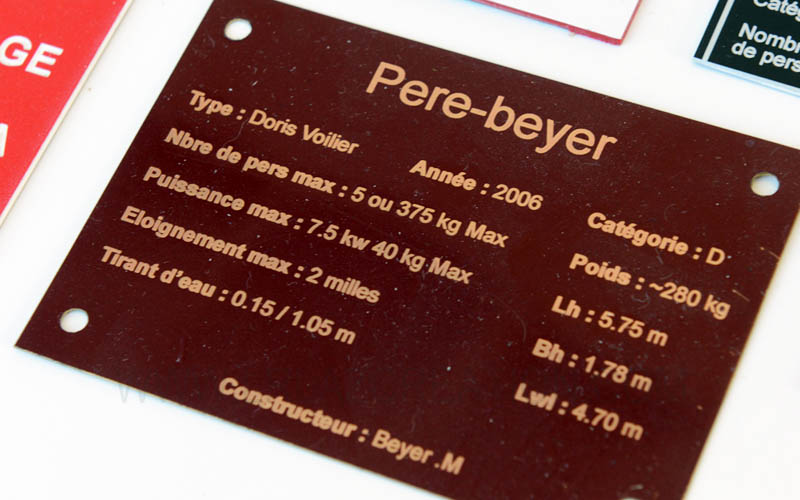 GE
A
Catég
Nombr
de pers
Pere-beyer
Type : Doris Voilier
Année : 2006
Catégorie : D
Nbre de pers max : 5 ou 375 kg Max
Poids : ~280 kg
Puissance max : 7.5 kw 40 kg Max
Lh : 5.75 m
Eloignement max : 2 milles
Bh : 1.78 m
Tirant d'eau : 0.15 / 1.05 m
Lwl : 4.70 m
Constructeur : Beyer .M